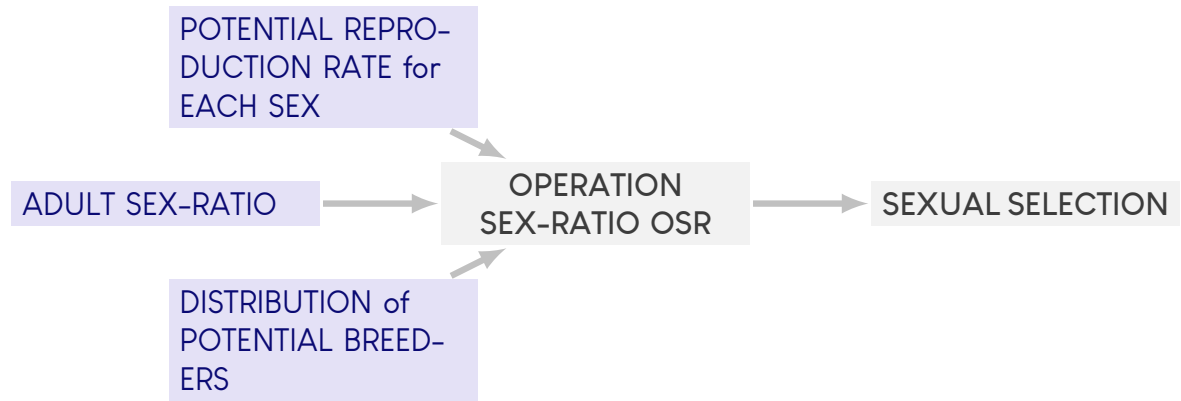 POTENTIAL REPRO-
DUCTION RATE for
EACH SEX
ADULT SEX-RATIO
OPERATION
SEX-RATIO OSR
SEXUAL SELECTION
DISTRIBUTION of
POTENTIAL BREED-
ERS